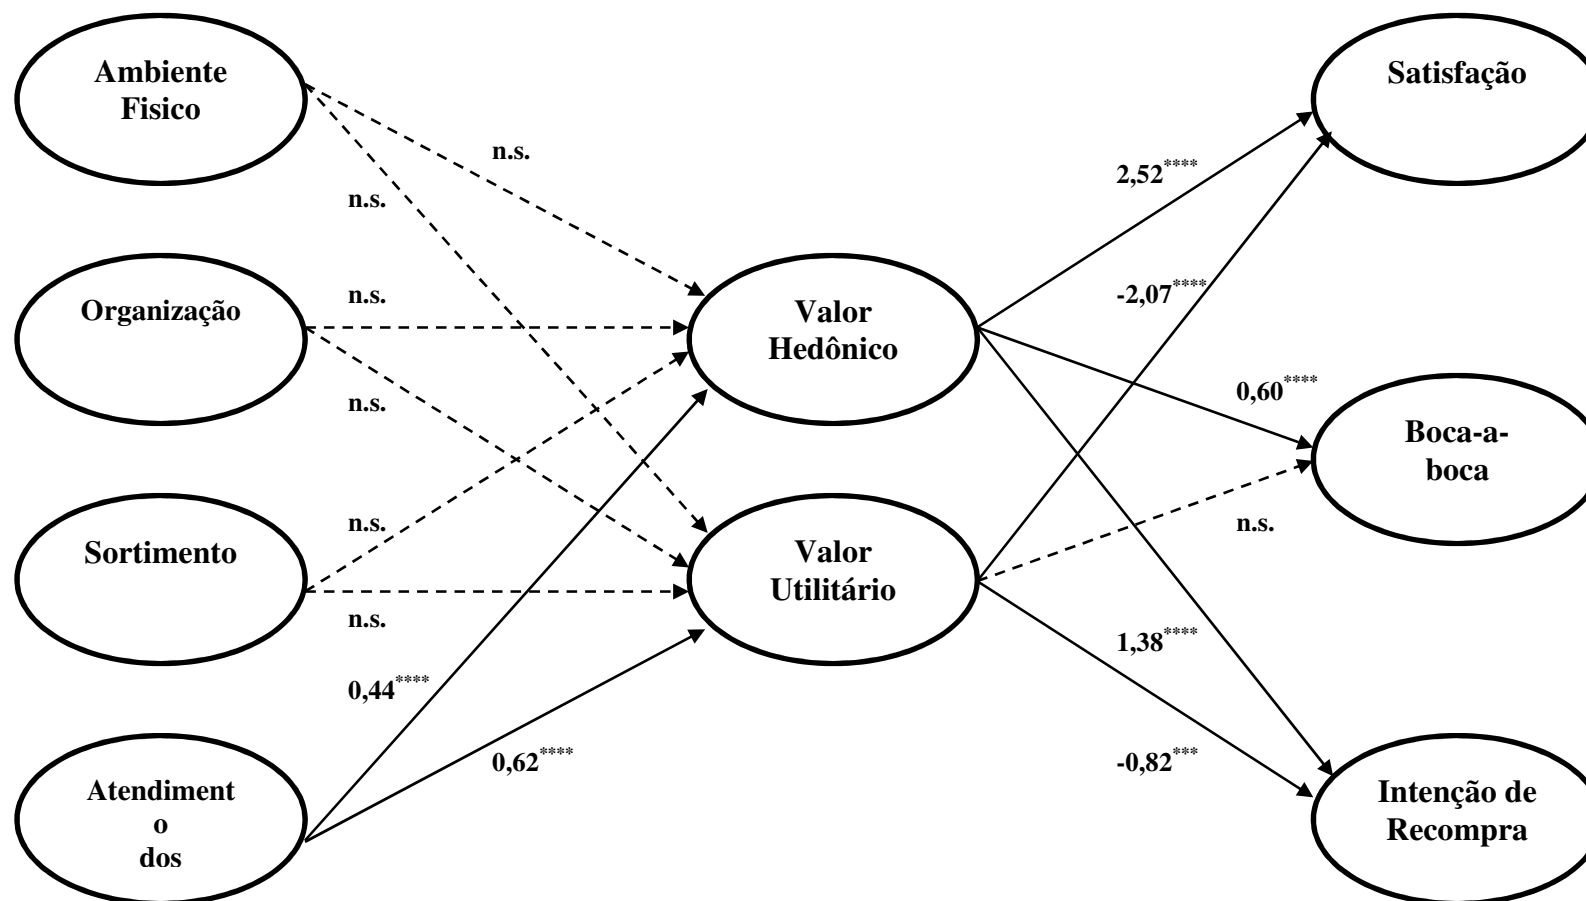 Ambiente
Fisico
Satisfação
n.s.
2,52****
n.s.
Organização
n.s.
-2,07****
Valor
Hedônico
n.s.
0,60****
Boca-a-
boca
Sortimento
n.s.
n.s.
Valor
Utilitário
n.s.
1,38****
0,44****
0,62****
-0,82***
Atendiment
o
dos
Intenção de
Recompra